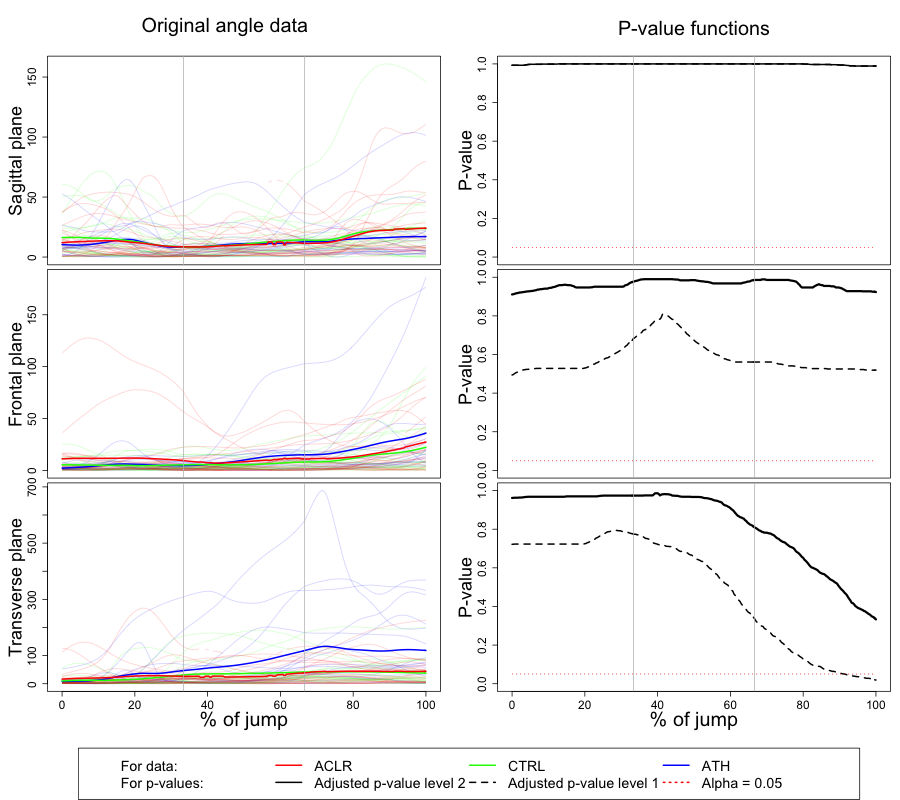 Original angle data
P-value functions
Sagittal plane
0 50 100 150
P-value
0.0 0.2 0.4 0.6 0.8 1.0
Frontal plane
0 50 100 150
P-value
0.0 0.2 0.4 0.6 0.8 1.0
Transverse plane
0 100 300 500 700
P-value
0.0 0.2 0.4 0.6 0.8 1.0
0 20 40 60 80 100
0 20 40 60 80 100
% of jump
% of jump
For data: ACLR CTRL ATH
For p-values: Adjusted p-value level 2 Adjusted p-value level 1 Alpha = 0.05